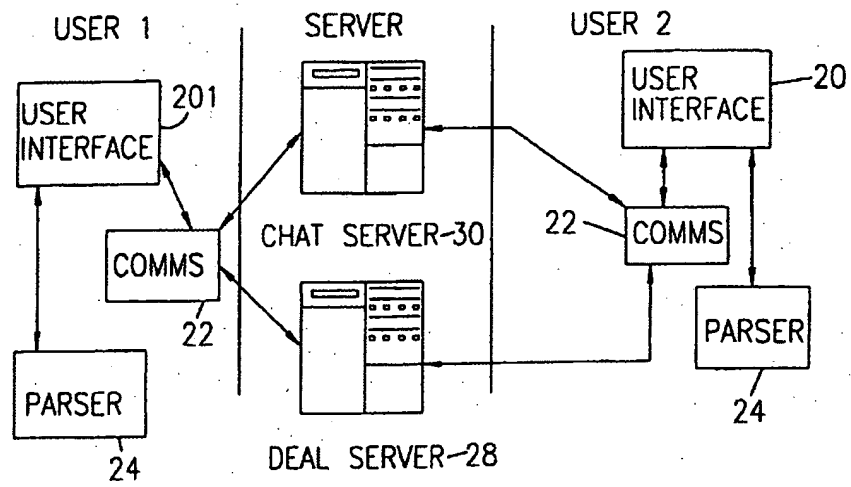 USER 1
SERVER
USER 2
USER
INTERFACE
201
USER
INTERFACE
20
CHAT SERVER-30
COMMS
22
22
COMMS
PARSER
24
PARSER
24
DEAL SERVER-28